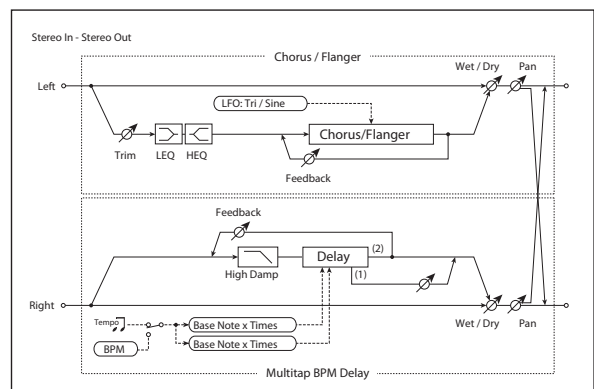 Stereo In - Stereo Out
Chorus / Flanger
Wet / Dry
Pan
Left
LFO: Tri / Sine
Chorus/Flanger
Trim
LEQ
HEQ
Feedback
Feedback
High Damp
Delay
(2)
(1)
Right
Tempo
BPM
Base Note x Times
Base Note x Times
Wet / Dry
Pan
Multitap BPM Delay